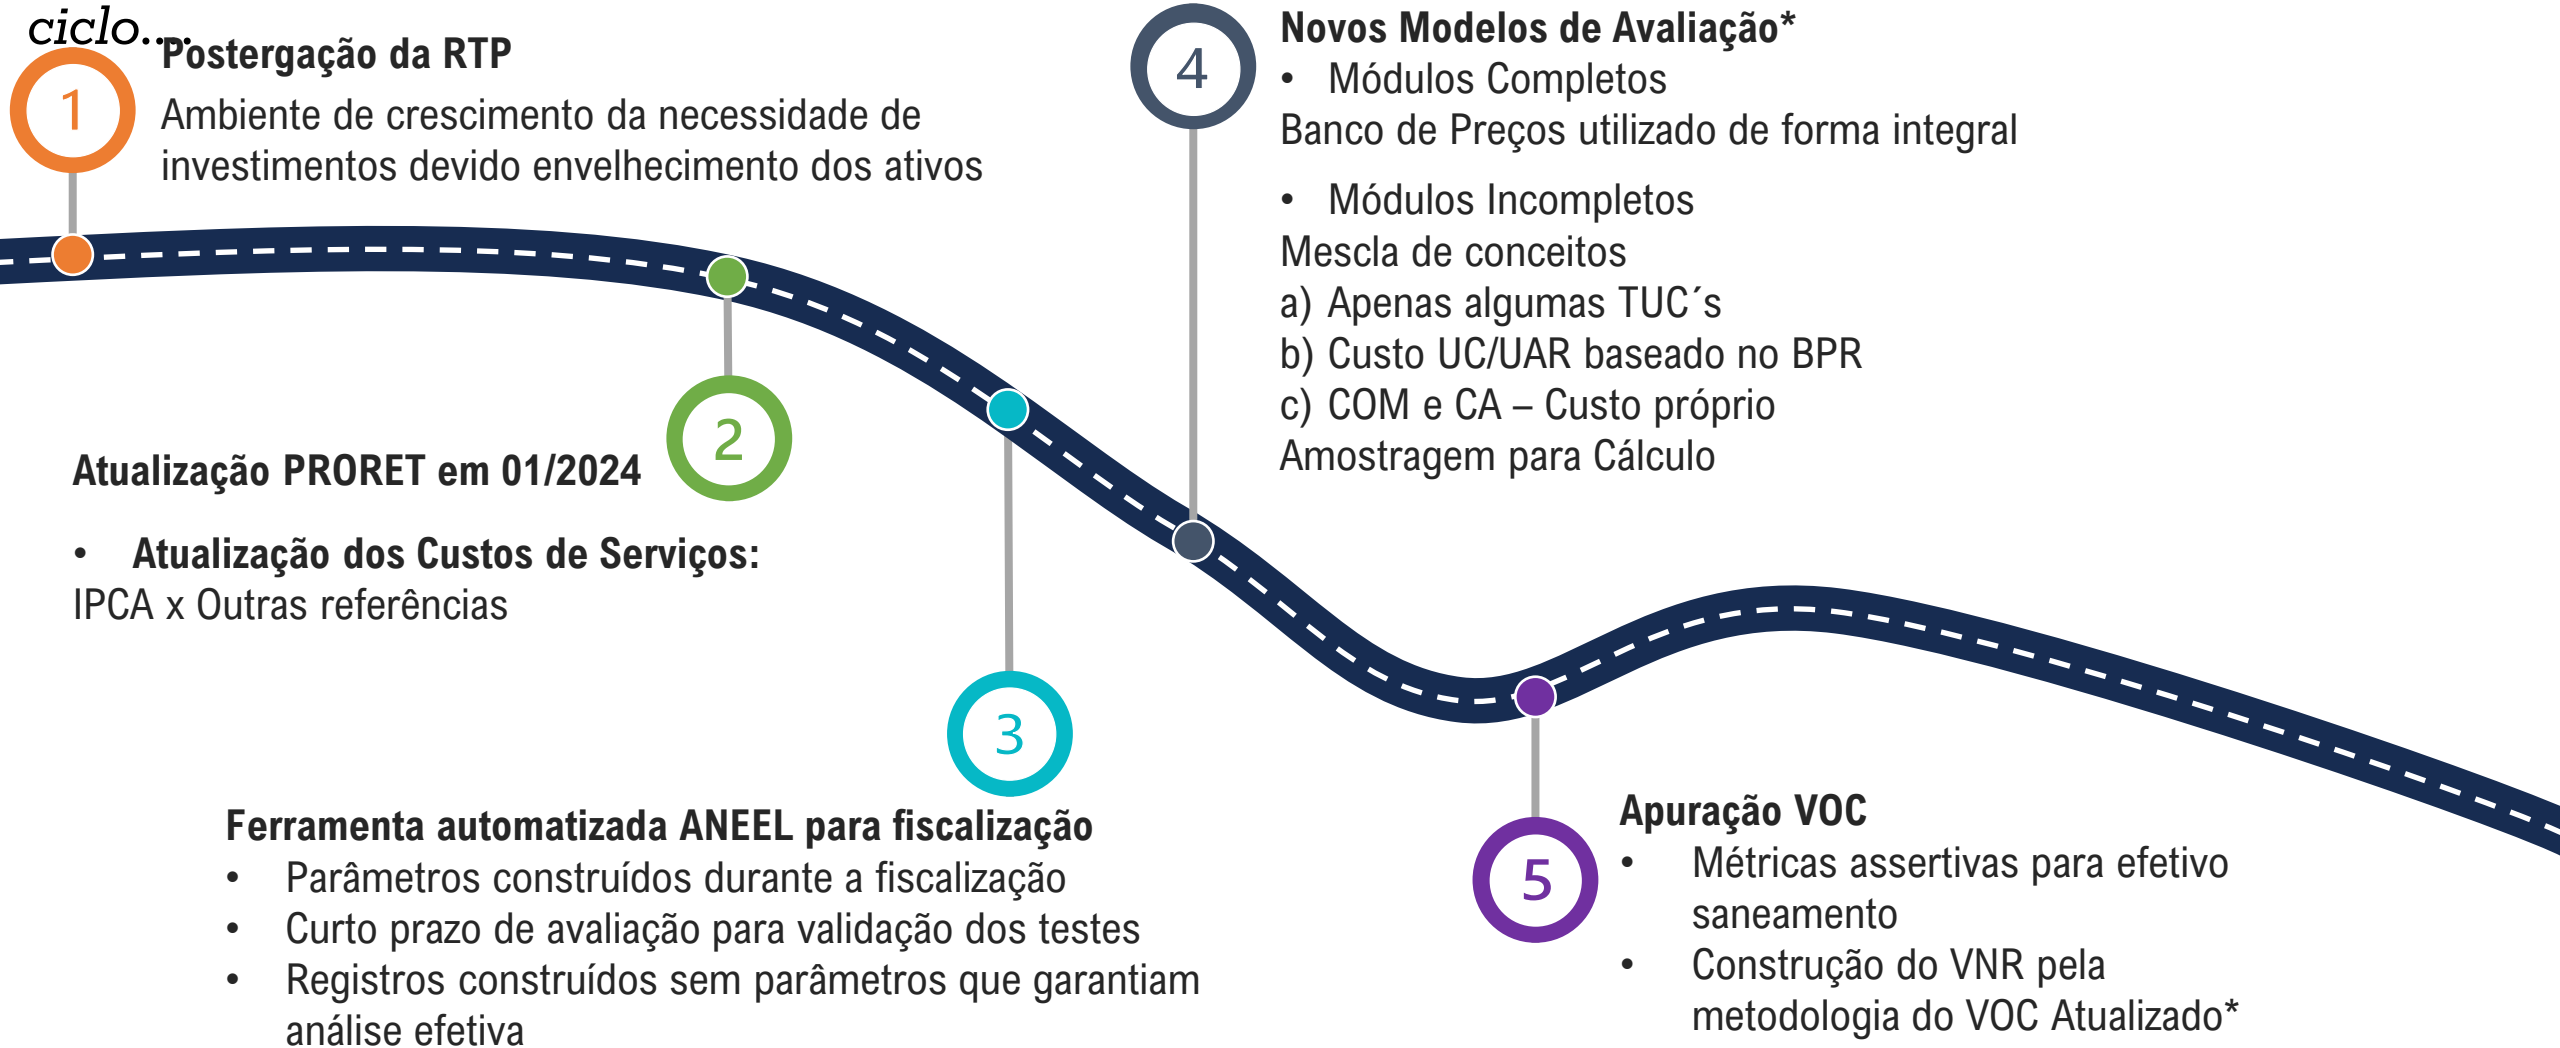 ciclo....
1
Postergação da RTP
Ambiente de crescimento da necessidade de
investimentos devido envelhecimento dos ativos
2
Atualização PRORET em 01/2024
• Atualização dos Custos de Serviços:
IPCA x Outras referências
3
Ferramenta automatizada ANEEL para fiscalização
• Parâmetros construídos durante a fiscalização
• Curto prazo de avaliação para validação dos testes
• Registros construídos sem parâmetros que garantiam
análise efetiva
4
Novos Modelos de Avaliação*
• Módulos Completos
Banco de Preços utilizado de forma integral
• Módulos Incompletos
Mescla de conceitos
a) Apenas algumas TUC´s
b) Custo UC/UAR baseado no BPR
c) COM e CA – Custo próprio
Amostragem para Cálculo
5
Apuração VOC
• Métricas assertivas para efetivo
saneamento
• Construção do VNR pela
metodologia do VOC Atualizado*